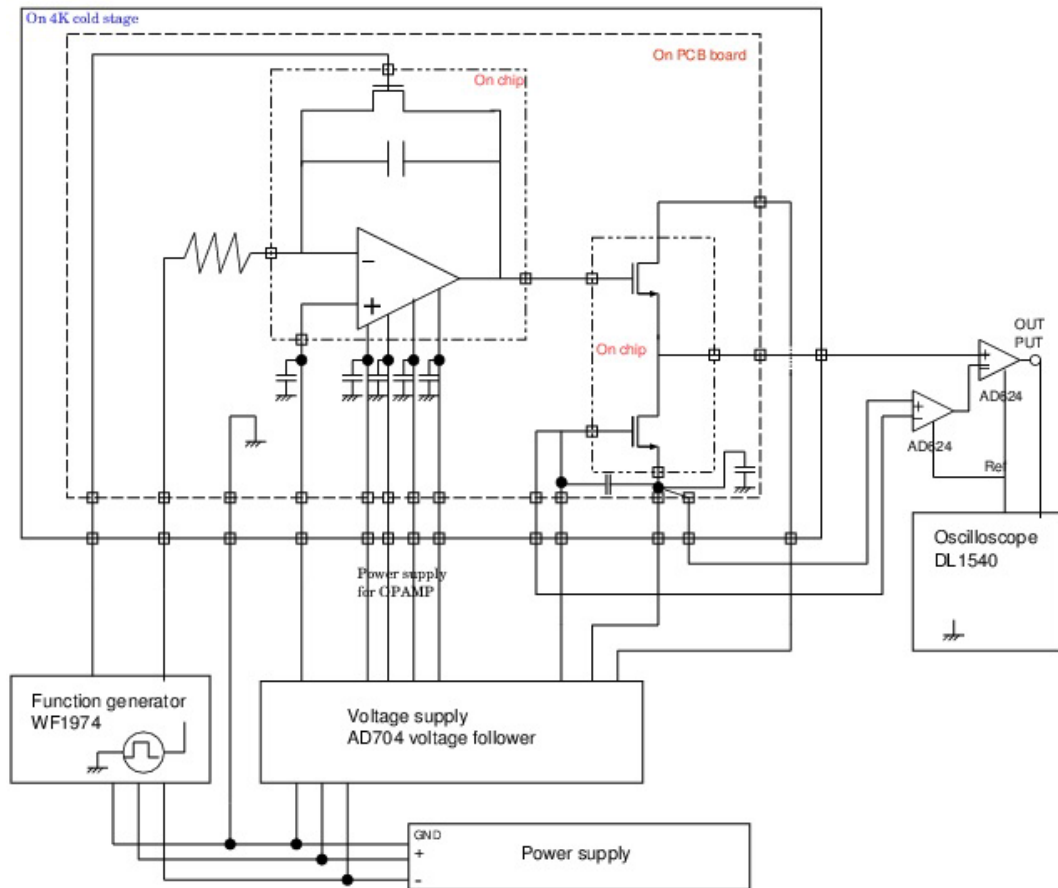 On 4K cold stage
On PCB board
On chip
On chip
OUT
PUT
AD624
AD624
Ref
Oscilloscope
DL1540
Power supply
for OPAMP
Function generator
WF1974
Voltage supply
AD704 voltage follower
GND
+
-
Power supply